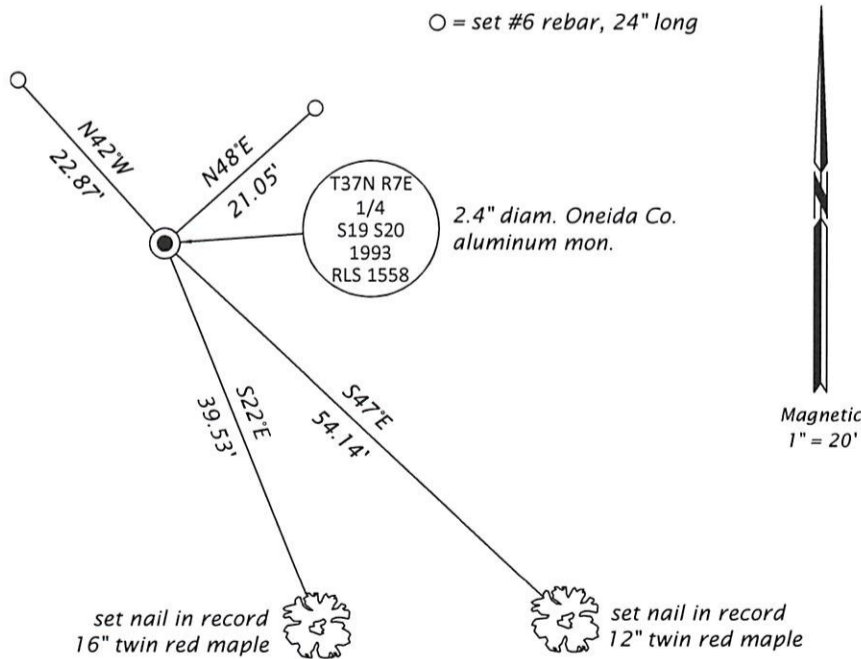 ○ = set #6 rebar, 24" long
N42°W
22.87'
N48°E
21.05'
T37N R7E
1/4
S19 S20
1993
RLS 1558
2.4" diam. Oneida Co.
aluminum mon.
N
Magnetic
1" = 20'
S22°E
39.53'
S47°E
54.14'
set nail in record
16" twin red maple
set nail in record
12" twin red maple